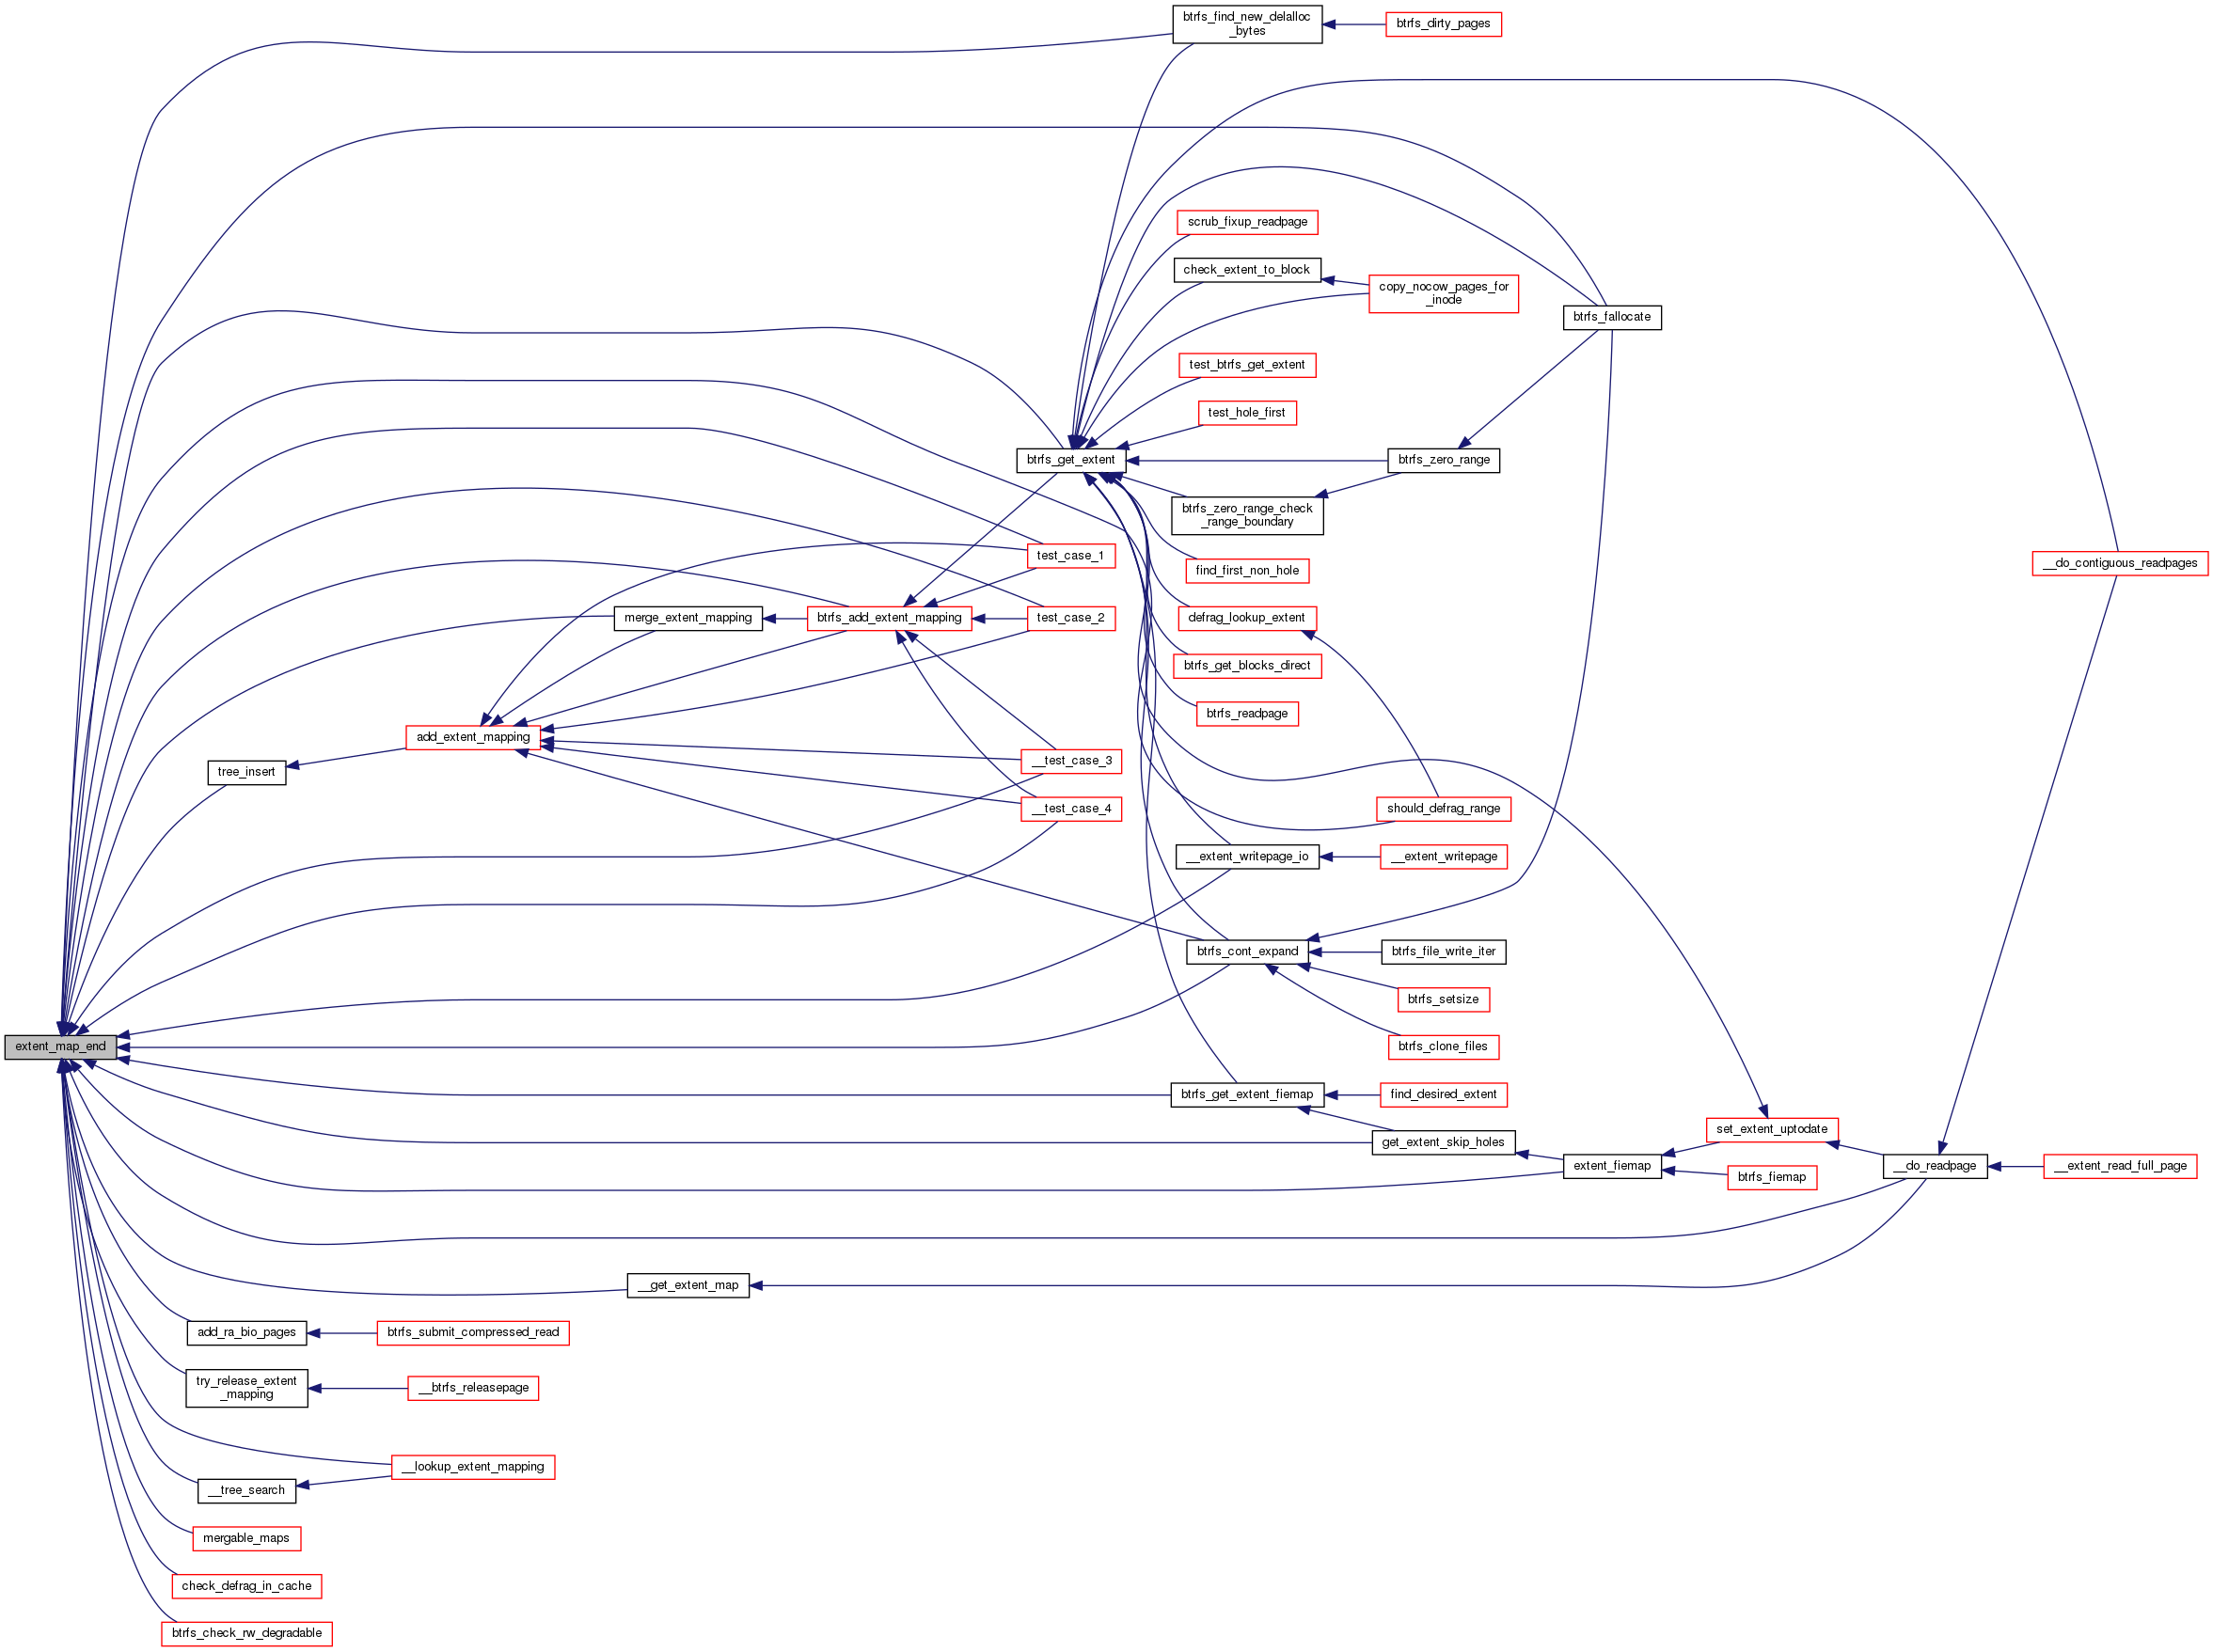 btrfs_find_new_delalloc
_bytes
btrfs_dirty_pages
scrub_fixup_readpage
check_extent_to_block
copy_nocow_pages_for
_inode
btrfs_fallocate
test_btrfs_get_extent
test_hole_first
btrfs_get_extent
btrfs_zero_range
btrfs_zero_range_check
_range_boundary
test_case_1
find_first_non_hole
__do_contiguous_readpages
merge_extent_mapping
btrfs_add_extent_mapping
test_case_2
defrag_lookup_extent
btrfs_get_blocks_direct
btrfs_readpage
add_extent_mapping
tree_insert
__test_case_3
__test_case_4
should_defrag_range
__extent_writepage_io
__extent_writepage
btrfs_cont_expand
btrfs_file_write_iter
btrfs_setsize
extent_map_end
btrfs_clone_files
btrfs_get_extent_fiemap
find_desired_extent
set_extent_uptodate
get_extent_skip_holes
extent_fiemap
__do_readpage
__extent_read_full_page
btrfs_fiemap
__get_extent_map
add_ra_bio_pages
btrfs_submit_compressed_read
try_release_extent
_mapping
__btrfs_releasepage
__lookup_extent_mapping
__tree_search
mergable_maps
check_defrag_in_cache
btrfs_check_rw_degradable